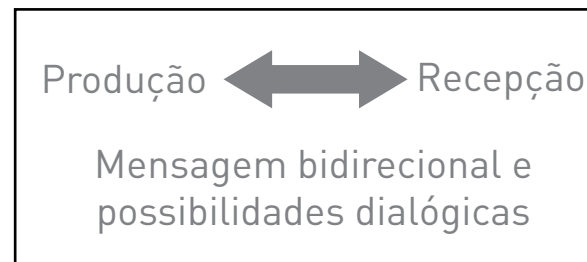 Produção Recepção
Mensagem bidirecional e
possibilidades dialógicas